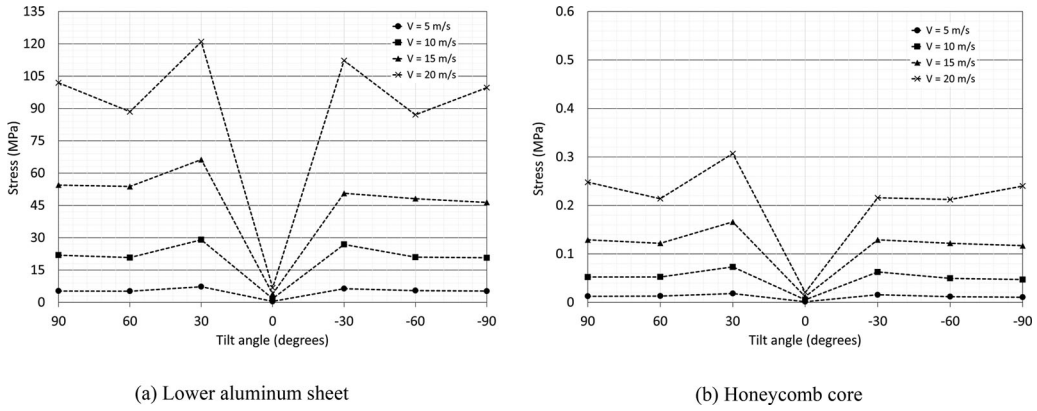 135
120
105
90
75
60
45
30
15
0
Stress (MPa)
90 60 30 0 -30 -60 -90
Tilt angle (degrees)
V = 5 m/s
V = 10 m/s
V = 15 m/s
V = 20 m/s
(a) Lower aluminum sheet
0.6
0.5
0.4
0.3
0.2
0.1
0
Stress (MPa)
90 60 30 0 -30 -60 -90
Tilt angle (degrees)
V = 5 m/s
V = 10 m/s
V = 15 m/s
V = 20 m/s
(b) Honeycomb core